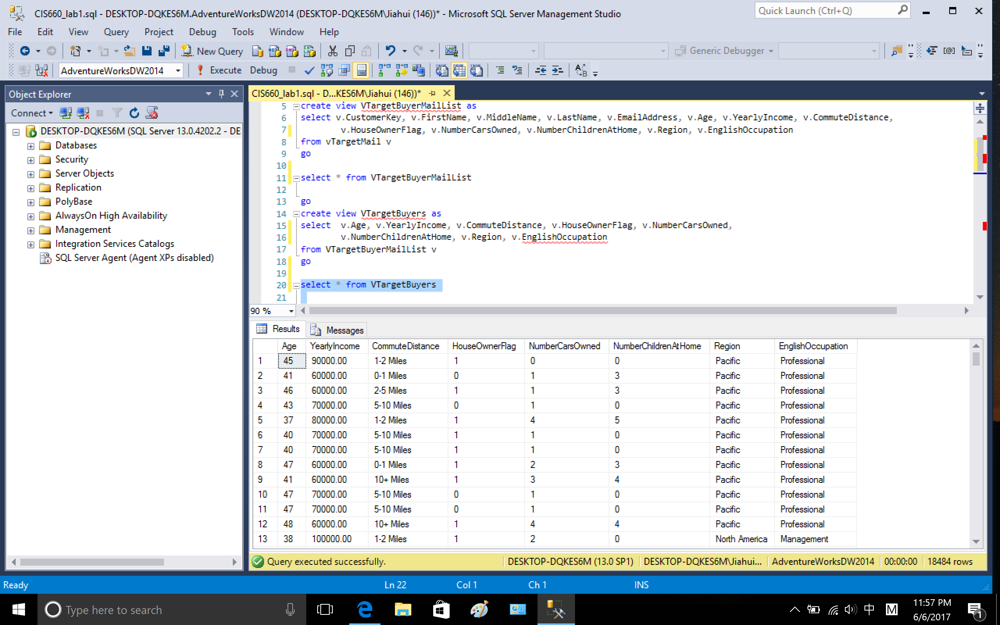 CIS660_lab1.sql - DESKTOP-DQKES6M.AdventureWorksDW2014 (DESKTOP-DQKES6M\Jiahui (146))* - Microsoft SQL Server Management Studio
Quick Launch (Ctrl+Q)
File Edit View Query Project Debug Tools Window Help
New Query Generic Debugger
AdventureWorksDW2014 Execute Debug
Object Explorer
Connect
DESKTOP-DQKES6M (SQL Server 13.0.4202.2 - DE
Databases
Security
Server Objects
Replication
PolyBase
AlwaysOn High Availability
Management
Integration Services Catalogs
SQL Server Agent (Agent XPs disabled)
CIS660_lab1.sql - D...KES6M\Jiahui (146))*
5 create view VTargetBuyerMailList as
6 select v.CustomerKey, v.FirstName, v.MiddleName, v.LastName, v.EmailAddress, v.Age, v.YearlyIncome, v.CommuteDistance,
7 v.HouseOwnerFlag, v.NumberCarsOwned, v.NumberChildrenAtHome, v.Region, v.EnglishOccupation
8 from vTargetMail v
9 go
10
11 select * from VTargetBuyerMailList
12
13 go
14 create view VTargetBuyers as
15 select v.Age, v.YearlyIncome, v.CommuteDistance, v.HouseOwnerFlag, v.NumberCarsOwned,
16 v.NumberChildrenAtHome, v.Region, v.EnglishOccupation
17 from VTargetBuyerMailList v
18 go
19
20 select * from VTargetBuyers
21
90 %
Results Messages
Age YearlyIncome CommuteDistance HouseOwnerFlag NumberCarsOwned NumberChildrenAtHome Region EnglishOccupation
1 45 90000.00 1-2 Miles 1 0 0 Pacific Professional
2 41 60000.00 0-1 Miles 0 1 3 Pacific Professional
3 46 60000.00 2-5 Miles 1 1 3 Pacific Professional
4 43 70000.00 5-10 Miles 0 1 0 Pacific Professional
5 37 80000.00 1-2 Miles 1 4 5 Pacific Professional
6 40 70000.00 5-10 Miles 1 1 0 Pacific Professional
7 40 70000.00 5-10 Miles 1 1 0 Pacific Professional
8 47 60000.00 0-1 Miles 1 2 3 Pacific Professional
9 41 60000.00 10+ Miles 1 3 4 Pacific Professional
10 47 70000.00 5-10 Miles 0 1 0 Pacific Professional
11 47 70000.00 5-10 Miles 0 1 0 Pacific Professional
12 48 60000.00 10+ Miles 1 4 4 Pacific Professional
13 38 100000.00 1-2 Miles 1 2 0 North America Management
Query executed successfully. DESKTOP-DQKES6M (13.0 SP1) DESKTOP-DQKES6M\Jiahui... AdventureWorksDW2014 00:00:00 18484 rows
Ready Ln 22 Col 1 Ch 1 INS
Type here to search
中 M 11:57 PM
6/6/2017 1